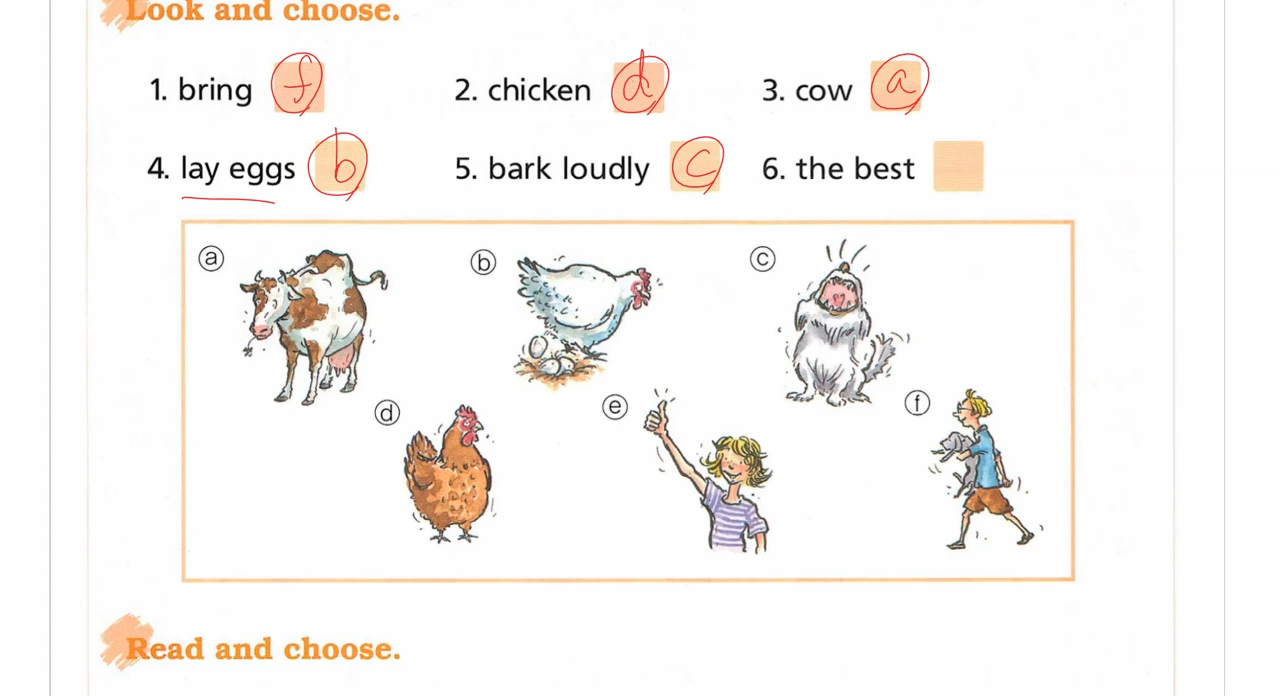 Look and choose.
1. bring f 2. chicken d 3. cow a
4. lay eggs b 5. bark loudly c 6. the best
ⓐ ⓑ ⓒ
ⓓ ⓔ ⓕ
Read and choose.